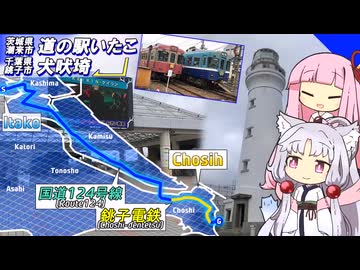 茨城県
潮来市
道の駅いたこ
千葉県
銚子市
犬吠埼
S
Kashima
Itako
Katori
Kamisu
Tonosho
Chosih
Asahi
国道124号線
(Route124)
銚子電鉄
(Choshi-dentetsu)
Choshi
G